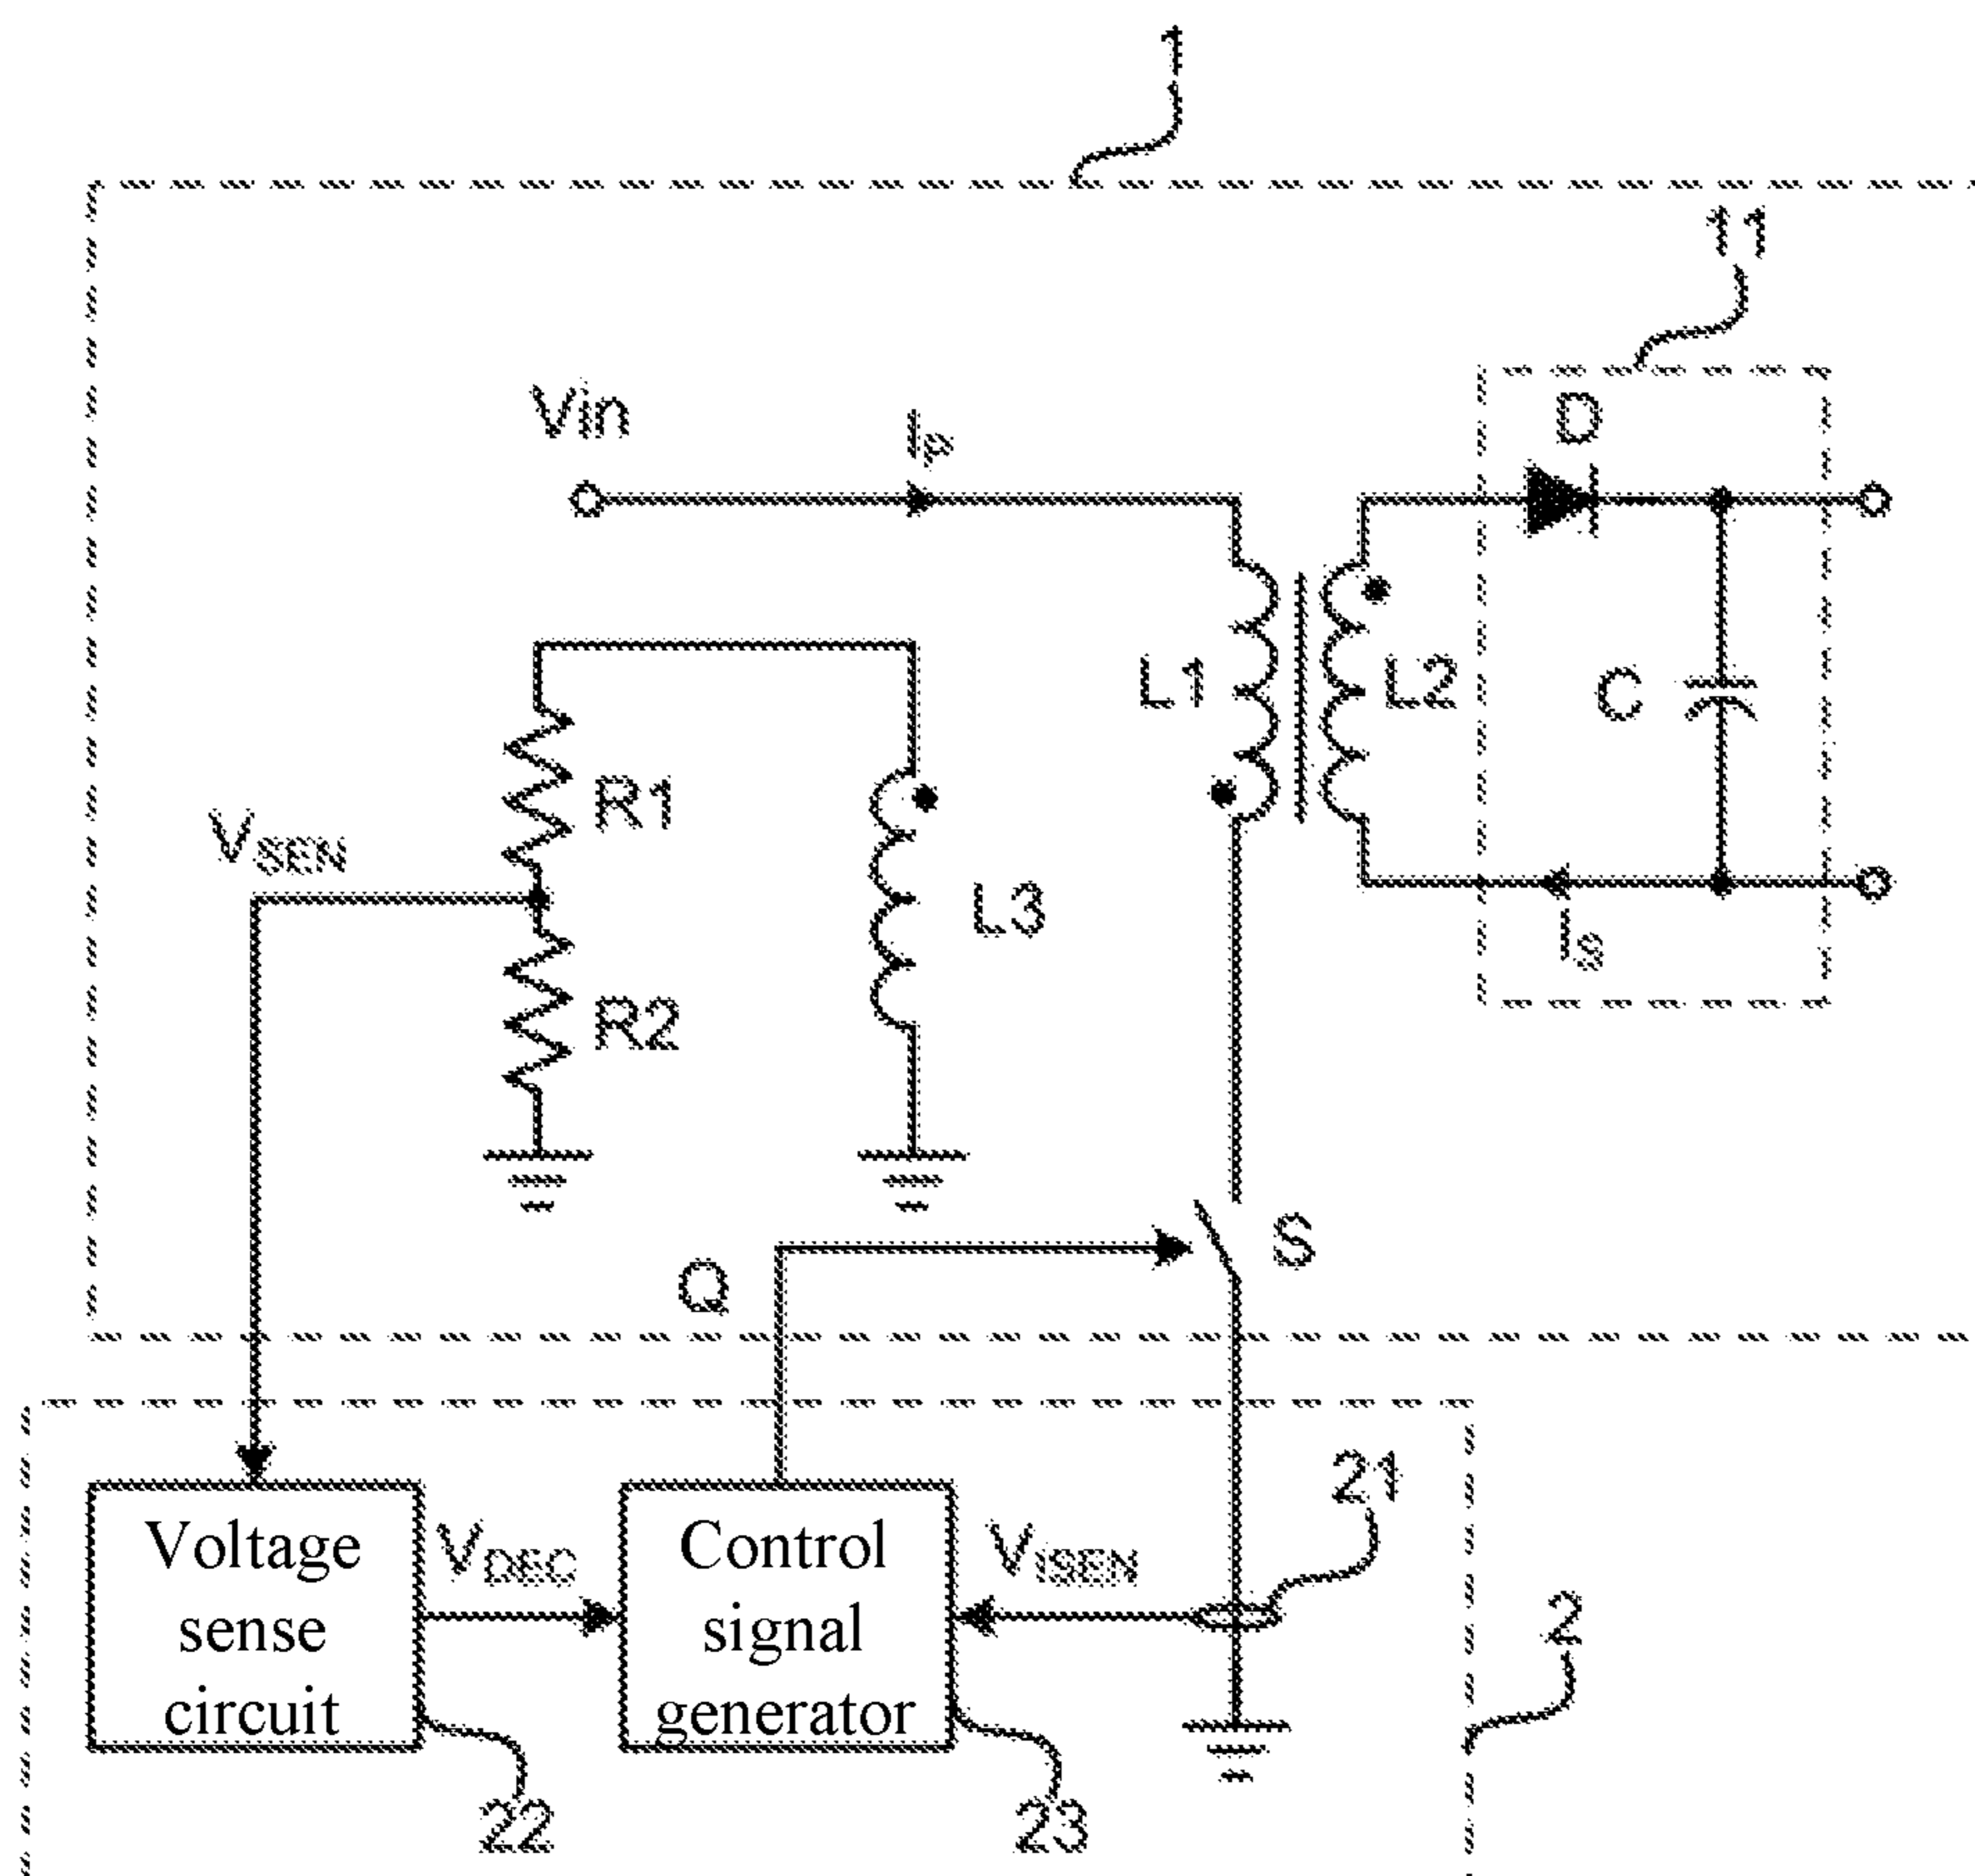 1
11
Vin
IP
D
L1
L2
C
R1
VSEN
L3
IS
R2
S
Q
21
Voltage
sense
circuit
VDEC
Control
signal
generator
VISEN
2
22
23